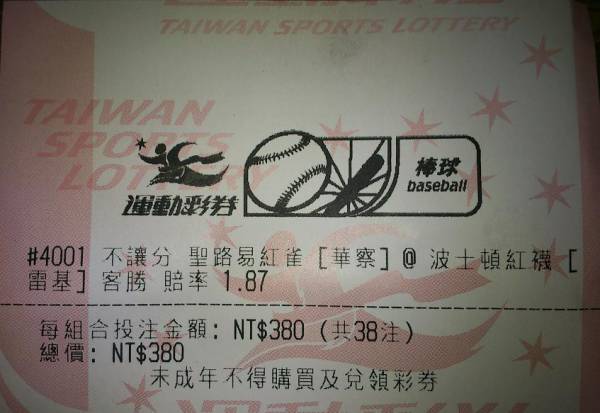 TAIWAN SPORTS LOTTERY
TAIWAN
SPORTS
LOTTERY
運動彩券
棒球
baseball
#4001 不讓分 聖路易紅雀 [華察] @ 波士頓紅襪 [
雷基] 客勝 賠率 1.87
每組合投注金額: NT$380 (共38注)
總價: NT$380
未成年不得購買及兌領彩券